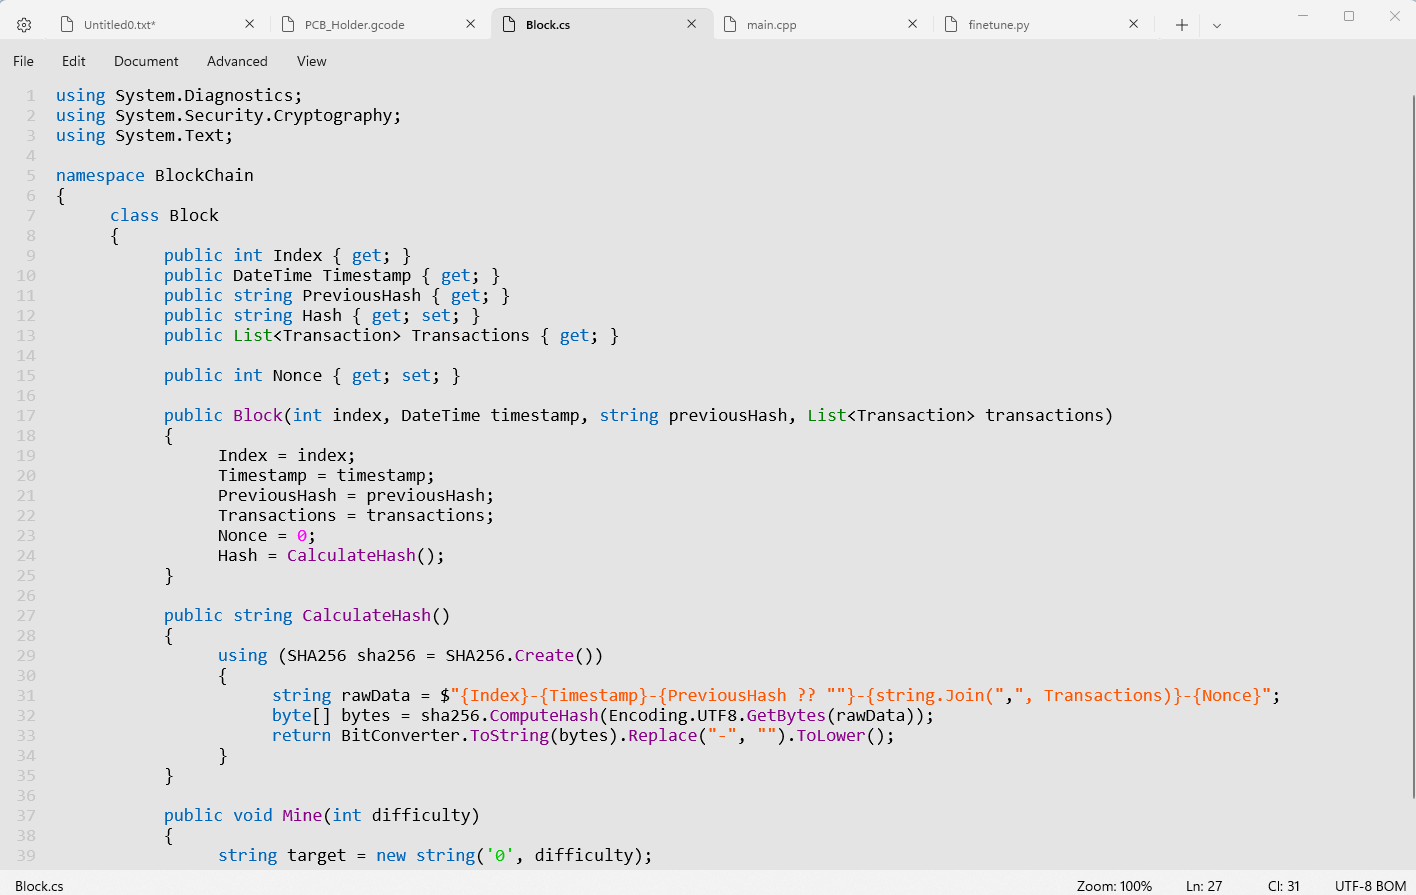 Untitled0.txt*
PCB_Holder.gcode
Block.cs
main.cpp
finetune.py
File Edit Document Advanced View
1 using System.Diagnostics;
2 using System.Security.Cryptography;
3 using System.Text;
4
5 namespace BlockChain
6 {
7 class Block
8 {
9 public int Index { get; }
10 public DateTime Timestamp { get; }
11 public string PreviousHash { get; }
12 public string Hash { get; set; }
13 public List<Transaction> Transactions { get; }
14
15 public int Nonce { get; set; }
16
17 public Block(int index, DateTime timestamp, string previousHash, List<Transaction> transactions)
18 {
19 Index = index;
20 Timestamp = timestamp;
21 PreviousHash = previousHash;
22 Transactions = transactions;
23 Nonce = 0;
24 Hash = CalculateHash();
25 }
26
27 public string CalculateHash()
28 {
29 using (SHA256 sha256 = SHA256.Create())
30 {
31 string rawData = $"{Index}-{Timestamp}-{PreviousHash ?? ""}-{string.Join(",", Transactions)}-{Nonce}";
32 byte[] bytes = sha256.ComputeHash(Encoding.UTF8.GetBytes(rawData));
33 return BitConverter.ToString(bytes).Replace("-", "").ToLower();
34 }
35 }
36
37 public void Mine(int difficulty)
38 {
39 string target = new string('0', difficulty);
Block.cs Zoom: 100% Ln: 27 Cl: 31 UTF-8 BOM